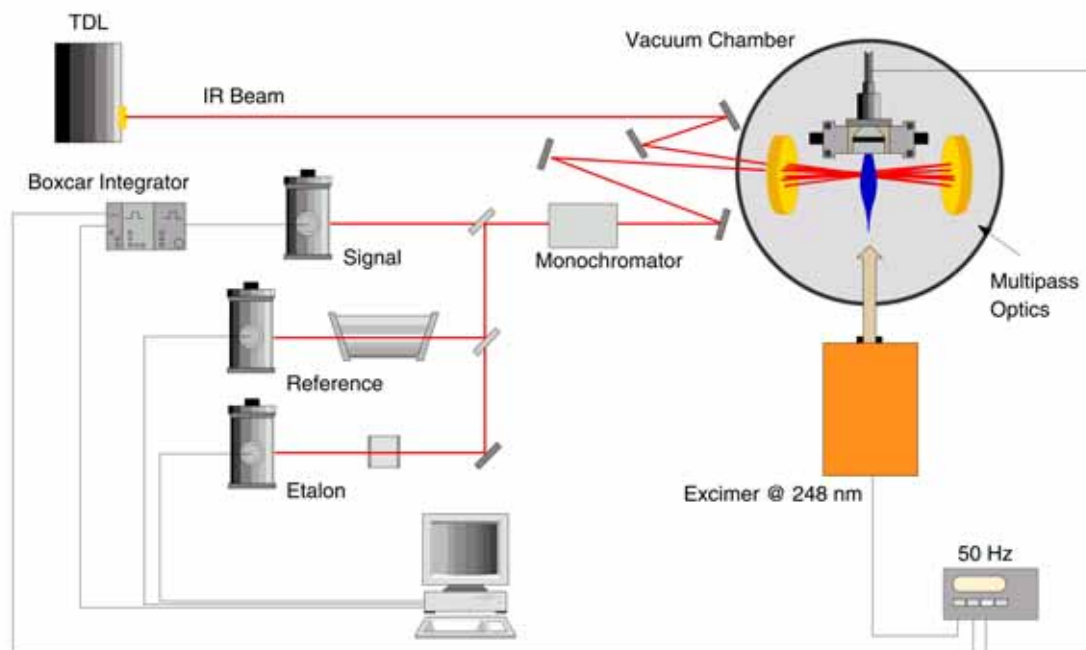 TDL
Vacuum Chamber
IR Beam
Boxcar Integrator
Signal
Monochromator
Multipass
Optics
Reference
Etalon
Excimer @ 248 nm
50 Hz